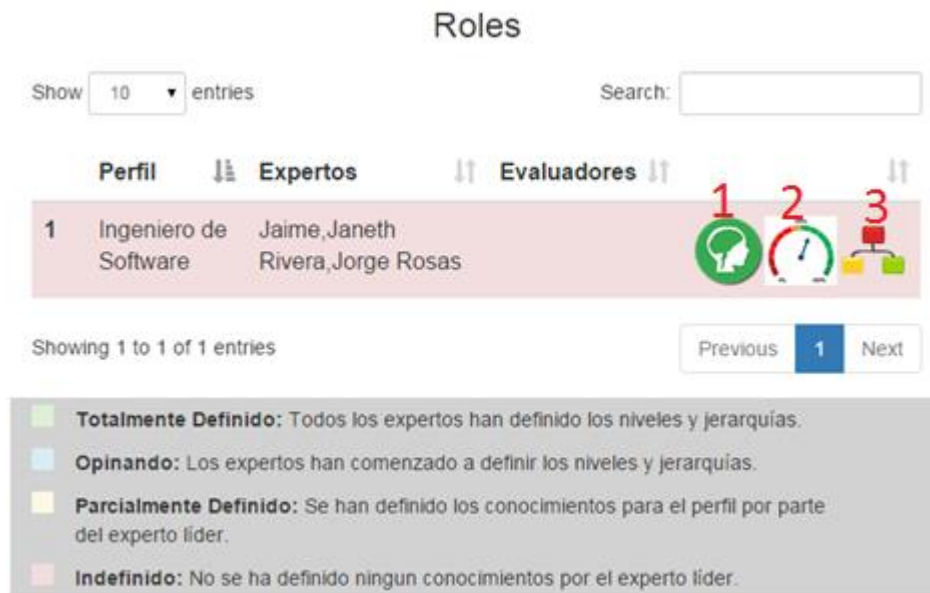 Roles
Show 10 entries Search:
Perfil Expertos Evaluadores
1 2 3
1 Ingeniero de Jaime,Janeth
Software Rivera,Jorge Rosas
Showing 1 to 1 of 1 entries Previous 1 Next
Totalmente Definido: Todos los expertos han definido los niveles y jerarquías.
Opinando: Los expertos han comenzado a definir los niveles y jerarquías.
Parcialmente Definido: Se han definido los conocimientos para el perfil por parte
del experto líder.
Indefinido: No se ha definido ningun conocimientos por el experto líder.